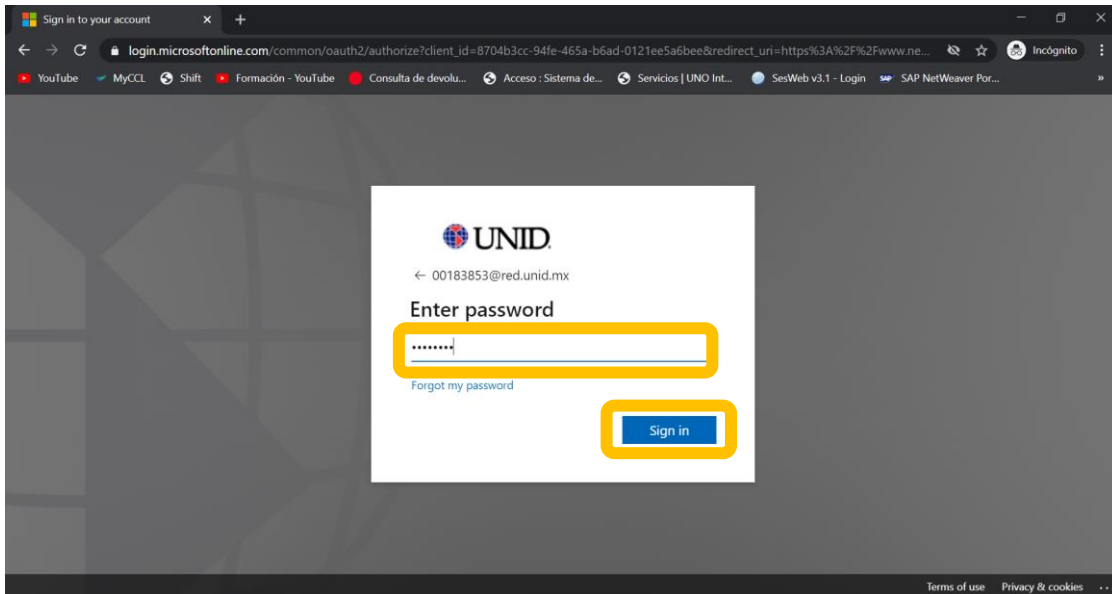 Sign in to your account
login.microsoftonline.com/common/oauth2/authorize?client_id=8704b3cc-94fe-465a-b6ad-0121ee5a6bee&redirect_uri=https%3A%2F%2Fwww.ne... Incógnito
YouTube MyCCL Shift Formación - YouTube Consulta de devolu... Acceso : Sistema de... Servicios | UNO Int... SesWeb v3.1 - Login SAP NetWeaver Por... »
UNID
← 00183853@red.unid.mx
Enter password
••••••••
Forgot my password
Sign in
Terms of use Privacy & cookies ...